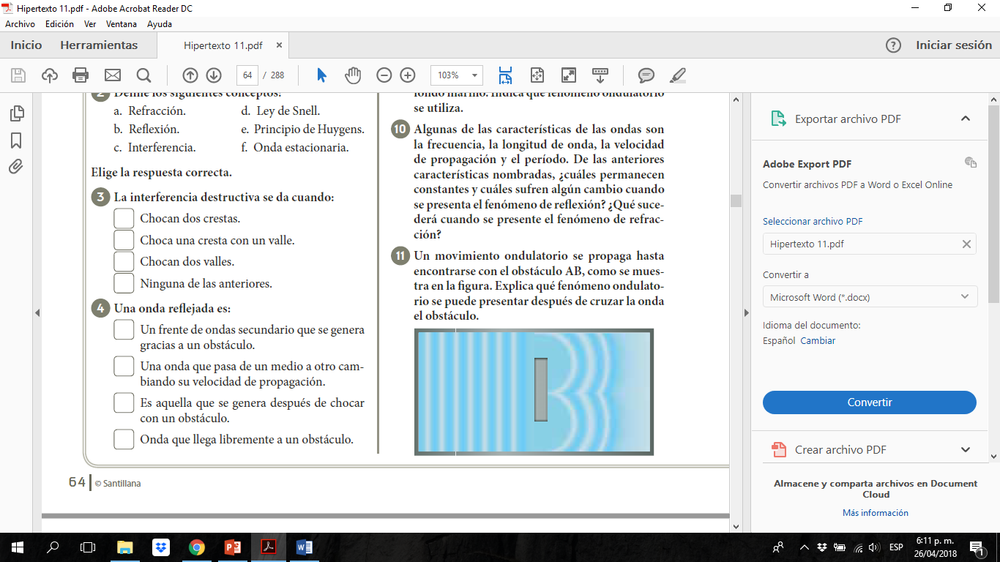 Hipertexto 11.pdf - Adobe Acrobat Reader DC
Archivo Edición Ver Ventana Ayuda
Inicio Herramientas Hipertexto 11.pdf × Iniciar sesión
64 / 288 103%
2 Define los siguientes conceptos:
a. Refracción. d. Ley de Snell.
b. Reflexión. e. Principio de Huygens.
c. Interferencia. f. Onda estacionaria.
Elige la respuesta correcta.
3 La interferencia destructiva se da cuando:
Chocan dos crestas.
Choca una cresta con un valle.
Chocan dos valles.
Ninguna de las anteriores.
4 Una onda reflejada es:
Un frente de ondas secundario que se genera
gracias a un obstáculo.
Una onda que pasa de un medio a otro cam-
biando su velocidad de propagación.
Es aquella que se genera después de chocar
con un obstáculo.
Onda que llega libremente a un obstáculo.
64 © Santillana
fondo marino. Indica qué fenómeno ondulatorio
se utiliza.
10 Algunas de las características de las ondas son
la frecuencia, la longitud de onda, la velocidad
de propagación y el período. De las anteriores
características nombradas, ¿cuáles permanecen
constantes y cuáles sufren algún cambio cuando
se presenta el fenómeno de reflexión? ¿Qué suce-
derá cuando se presente el fenómeno de refrac-
ción?
11 Un movimiento ondulatorio se propaga hasta
encontrarse con el obstáculo AB, como se mues-
tra en la figura. Explica qué fenómeno ondulato-
rio se puede presentar después de cruzar la onda
el obstáculo.
Exportar archivo PDF
Adobe Export PDF
Convertir archivos PDF a Word o Excel Online
Seleccionar archivo PDF
Hipertexto 11.pdf
Convertir a
Microsoft Word (*.docx)
Idioma del documento:
Español Cambiar
Convertir
Crear archivo PDF
Almacene y comparta archivos en Document
Cloud
Más información
ESP
6:11 p. m.
26/04/2018
1